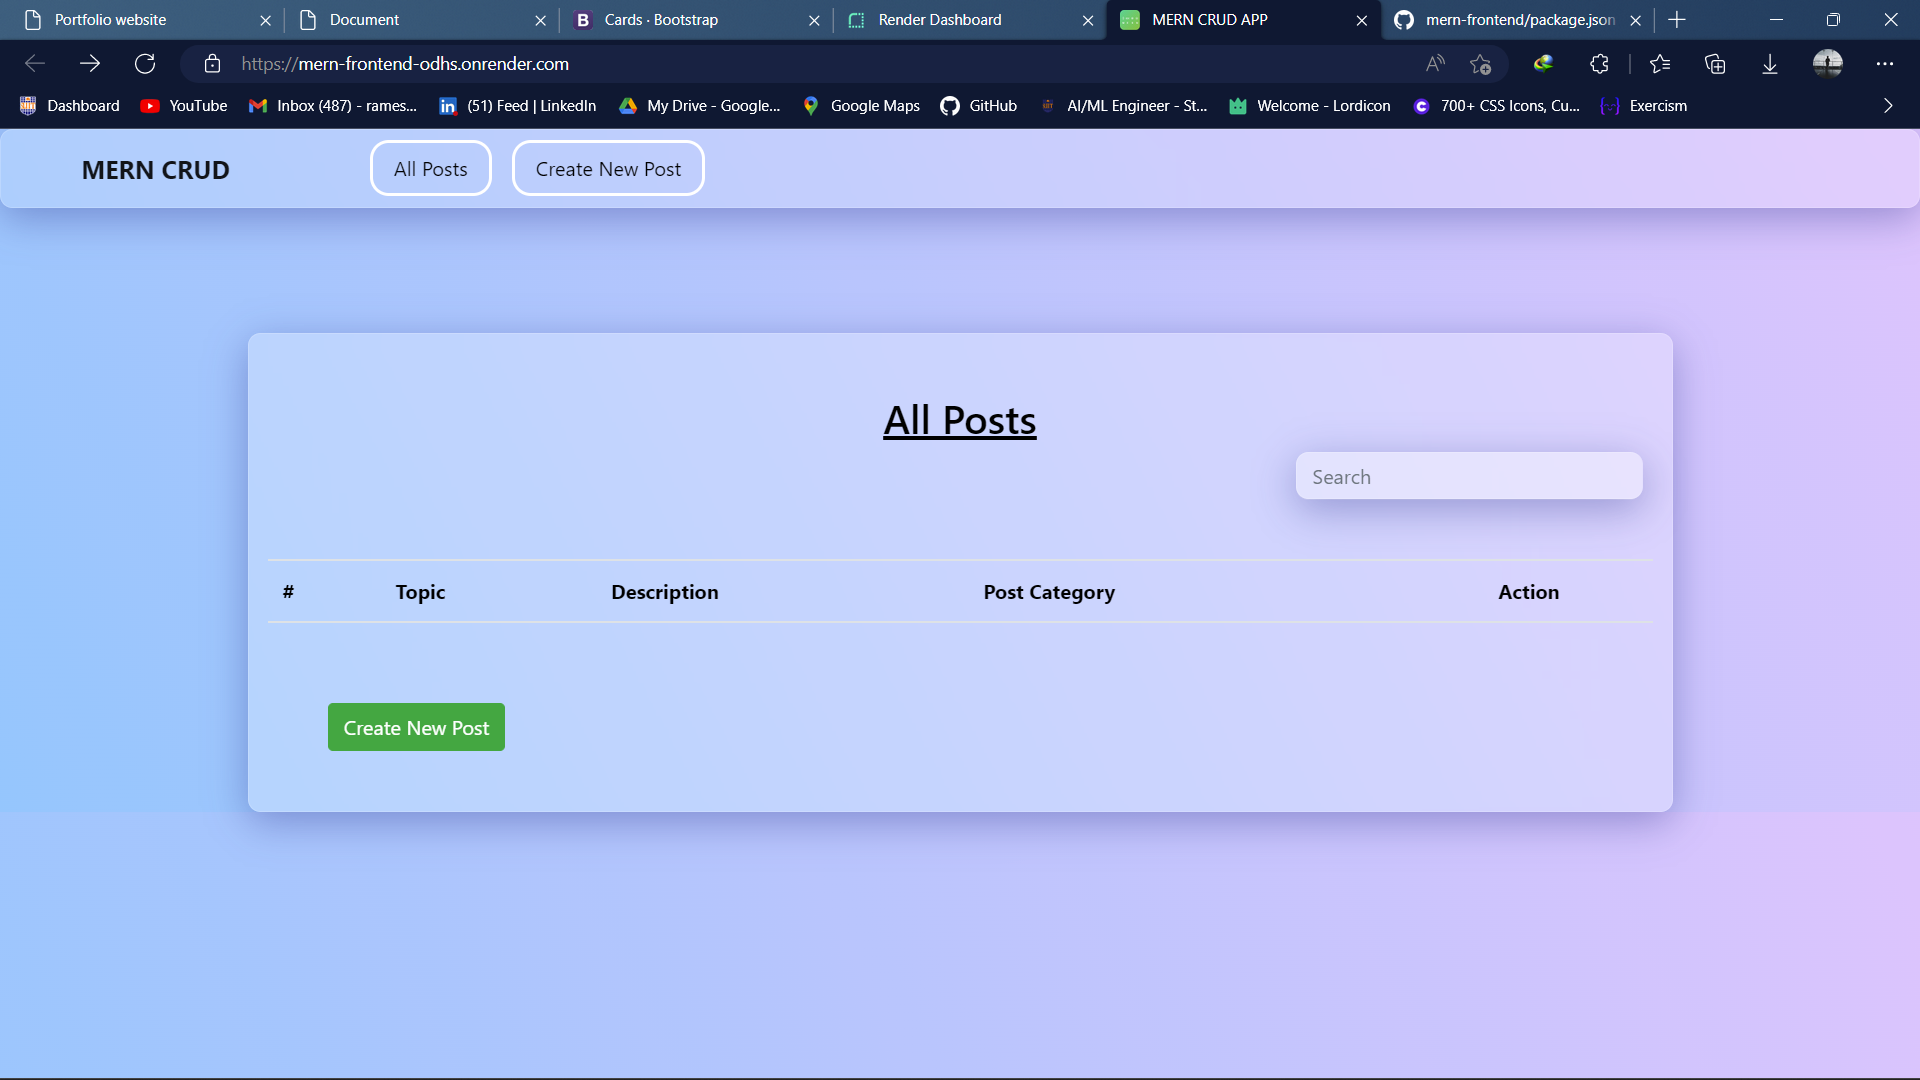 Portfolio website
Document
B Cards · Bootstrap
Render Dashboard
MERN CRUD APP
mern-frontend/package.json
https://mern-frontend-odhs.onrender.com
Dashboard
YouTube
Inbox (487) - rames...
in (51) Feed | LinkedIn
My Drive - Google...
Google Maps
GitHub
AI/ML Engineer - St...
Welcome - Lordicon
700+ CSS Icons, Cu...
Exercism
MERN CRUD
All Posts
Create New Post
All Posts
Search
# Topic Description Post Category Action
Create New Post